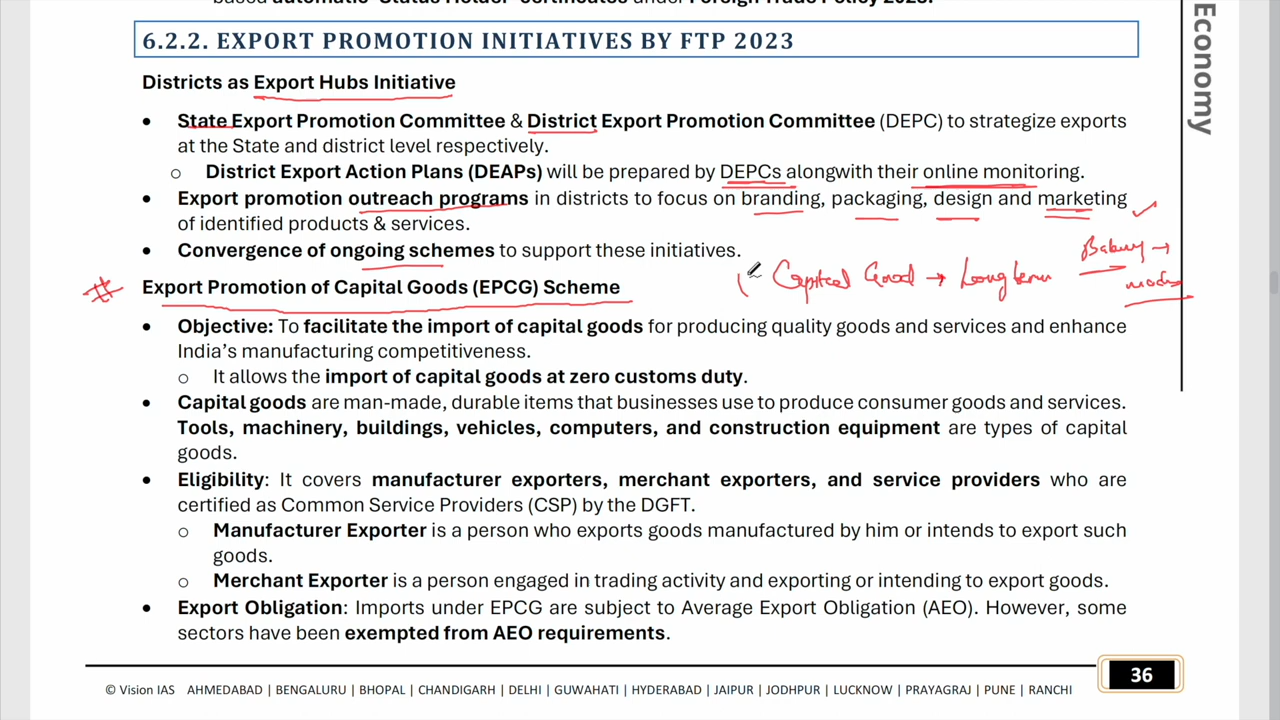 based automatic 'Status Holder' certificates under Foreign Trade Policy 2023.
6.2.2. EXPORT PROMOTION INITIATIVES BY FTP 2023
Districts as Export Hubs Initiative
• State Export Promotion Committee & District Export Promotion Committee (DEPC) to strategize exports
at the State and district level respectively.
o District Export Action Plans (DEAPs) will be prepared by DEPCs alongwith their online monitoring.
• Export promotion outreach programs in districts to focus on branding, packaging, design and marketing
of identified products & services.
• Convergence of ongoing schemes to support these initiatives.
Capital Good → Long term
Export Promotion of Capital Goods (EPCG) Scheme
• Objective: To facilitate the import of capital goods for producing quality goods and services and enhance
India's manufacturing competitiveness.
o It allows the import of capital goods at zero customs duty.
• Capital goods are man-made, durable items that businesses use to produce consumer goods and services.
Tools, machinery, buildings, vehicles, computers, and construction equipment are types of capital
goods.
• Eligibility: It covers manufacturer exporters, merchant exporters, and service providers who are
certified as Common Service Providers (CSP) by the DGFT.
o Manufacturer Exporter is a person who exports goods manufactured by him or intends to export such
goods.
o Merchant Exporter is a person engaged in trading activity and exporting or intending to export goods.
• Export Obligation: Imports under EPCG are subject to Average Export Obligation (AEO). However, some
sectors have been exempted from AEO requirements.
Economy
© Vision IAS AHMEDABAD | BENGALURU | BHOPAL | CHANDIGARH | DELHI | GUWAHATI | HYDERABAD | JAIPUR | JODHPUR | LUCKNOW | PRAYAGRAJ | PUNE | RANCHI
36